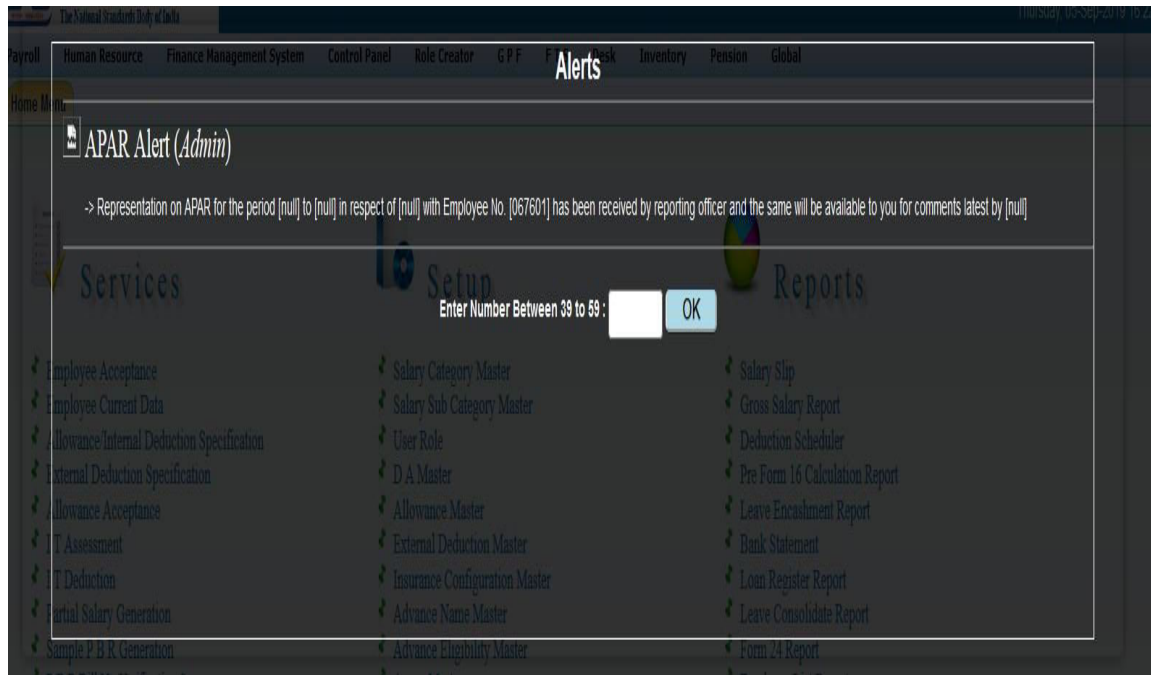 The National Standards Body of India
Thursday, 05-Sep-2019 16:2
Payroll Human Resource Finance Management System Control Panel Role Creator G P F Desk Inventory Pension Global
Alerts
Home Menu
APAR Alert (Admin)
-> Representation on APAR for the period [null] to [null] in respect of [null] with Employee No. [067601] has been received by reporting officer and the same will be available to you for comments latest by [null]
Services Setup Reports
Enter Number Between 39 to 59 : OK
Employee Acceptance Salary Category Master Salary Slip
Employee Current Data Salary Sub Category Master Gross Salary Report
Allowance/Internal Deduction Specification User Role Deduction Scheduler
External Deduction Specification D A Master Pre Form 16 Calculation Report
Allowance Acceptance Allowance Master Leave Encashment Report
I T Assessment External Deduction Master Bank Statement
I T Deduction Insurance Configuration Master Loan Register Report
Partial Salary Generation Advance Name Master Leave Consolidate Report
Sample P B R Generation Advance Eligibility Master Form 24 Report